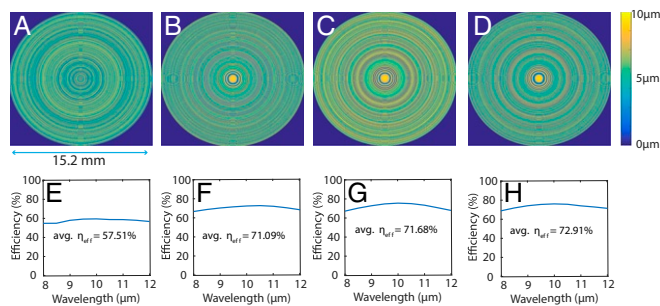 A B C D
10μm
5μm
0μm
15.2 mm
E F G H
Efficiency (%)
100
80
60
40
20
0
avg. ηeff = 57.51%
8 9 10 11 12
Wavelength (μm)
Efficiency (%)
100
80
60
40
20
0
avg. ηeff = 71.09%
8 9 10 11 12
Wavelength (μm)
Efficiency (%)
100
80
60
40
20
0
avg. ηeff = 71.68%
8 9 10 11 12
Wavelength (μm)
Efficiency (%)
100
80
60
40
20
0
avg. ηeff = 72.91%
8 9 10 11 12
Wavelength (μm)